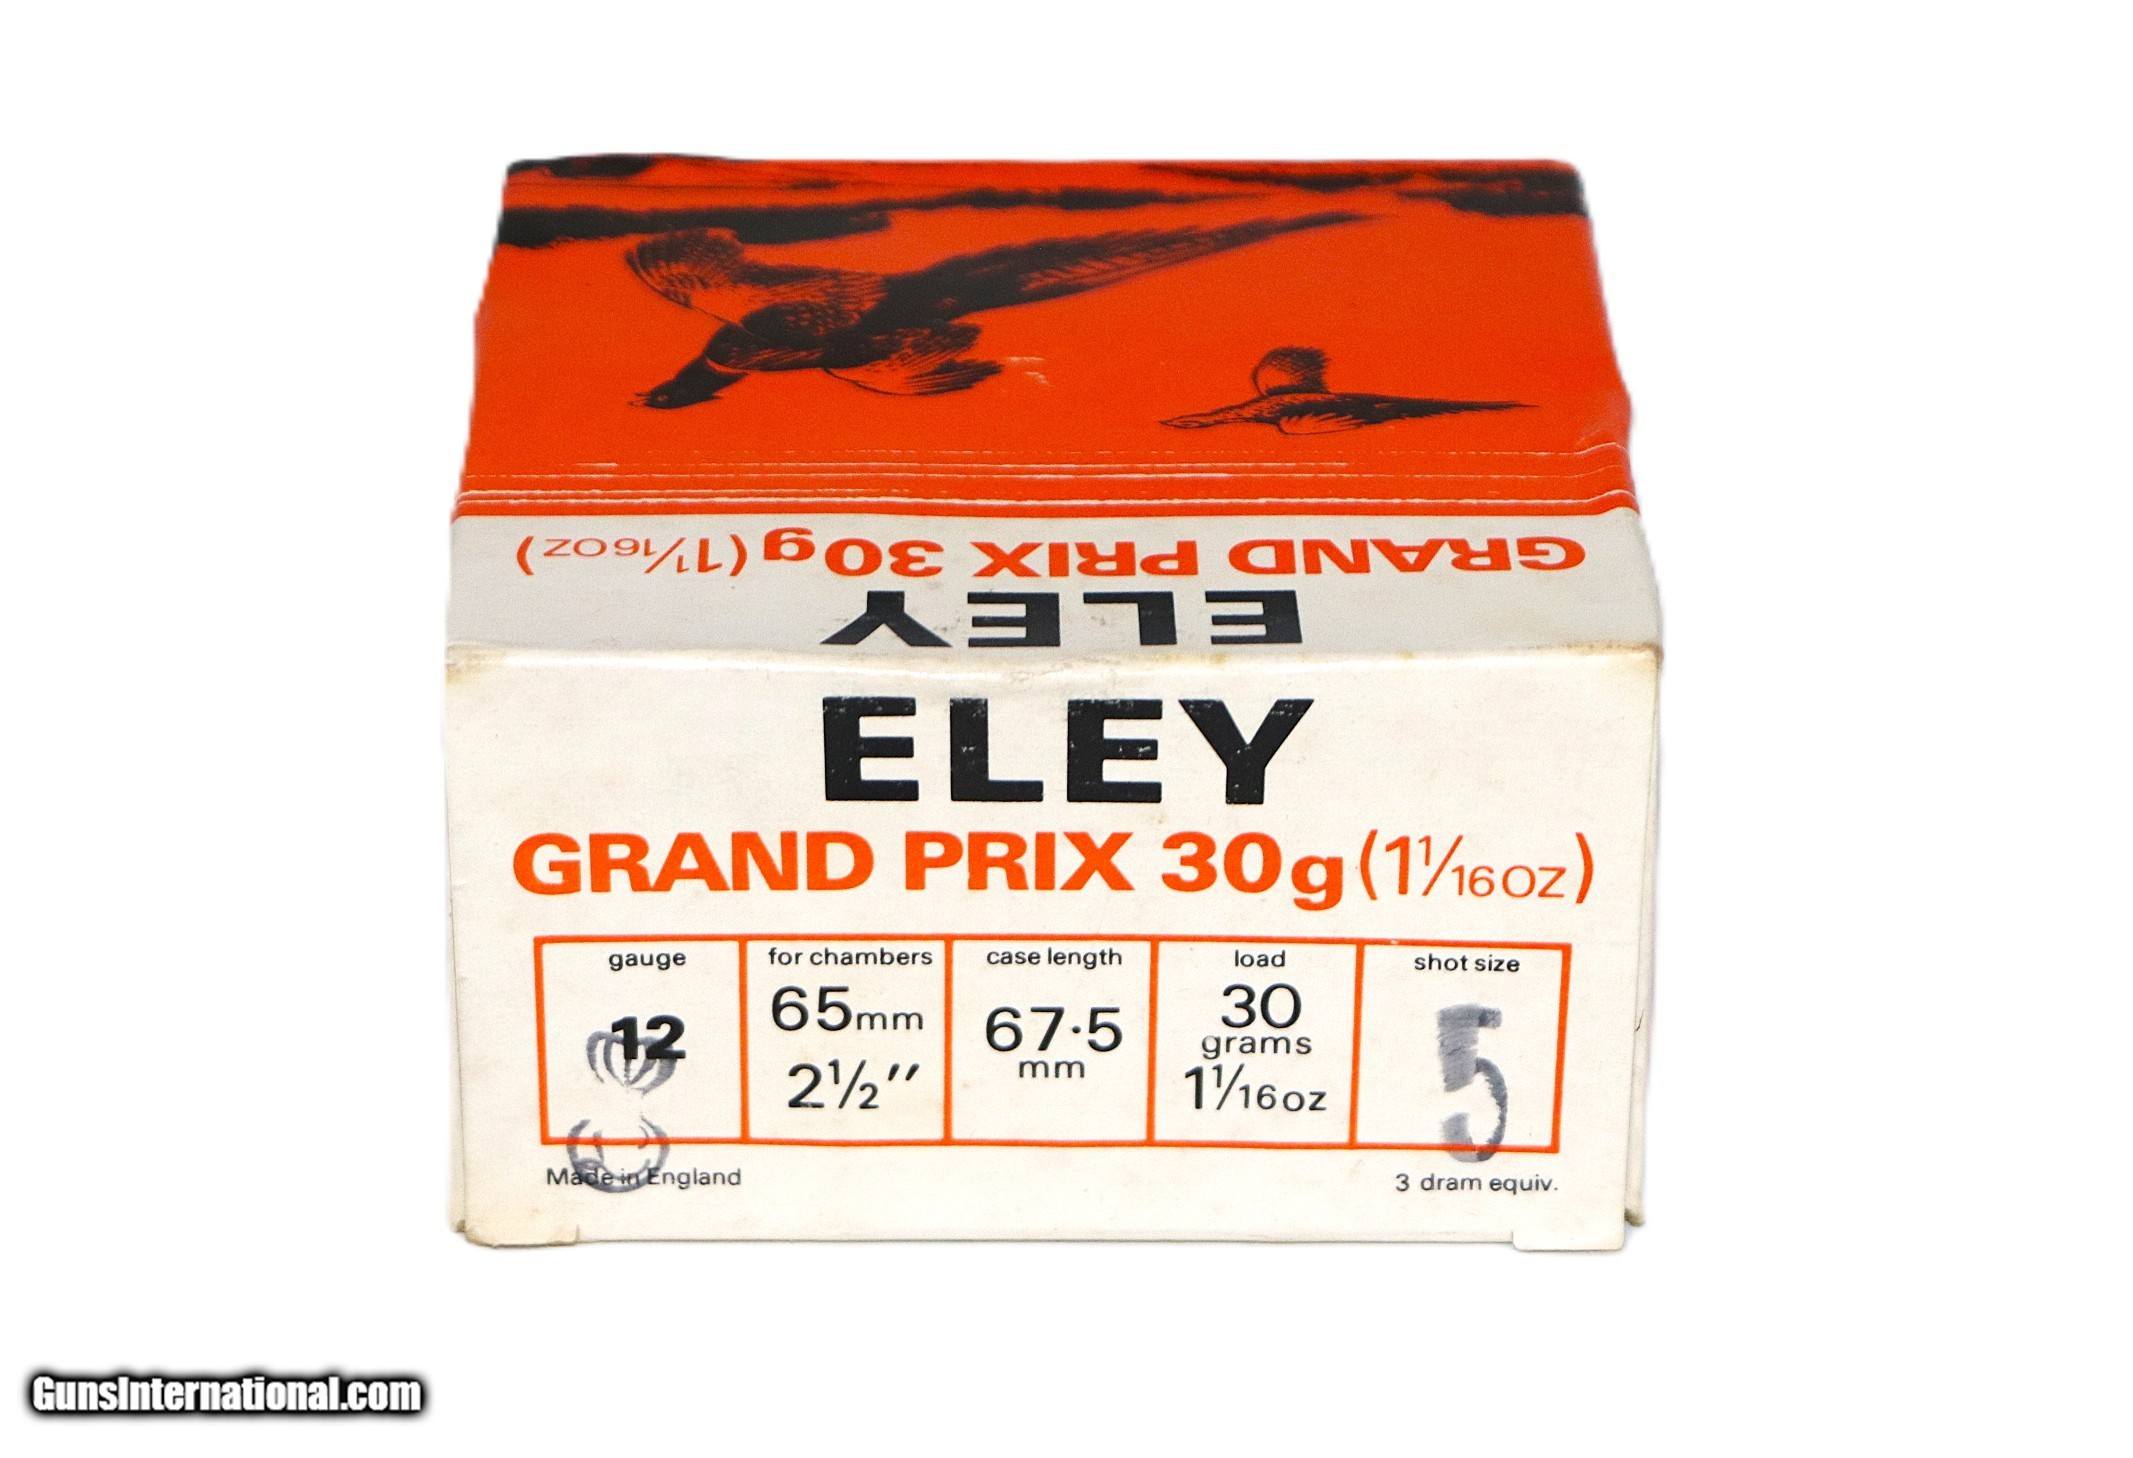 GRAND PRIX 30g (1 1/16 OZ)
ELEY
ELEY
GRAND PRIX 30g (1 1/16 OZ)
gauge for chambers case length load shot size
12 65mm 2½″ 67·5 mm 30 grams 1 1/16 oz 5
Made in England 3 dram equiv.
GunsInternational.com